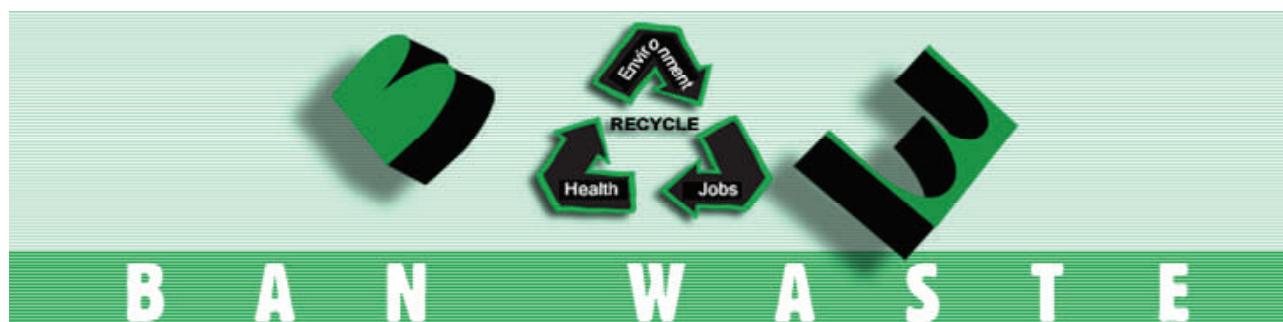 Environment
RECYCLE
Health
Jobs
BAN WASTE